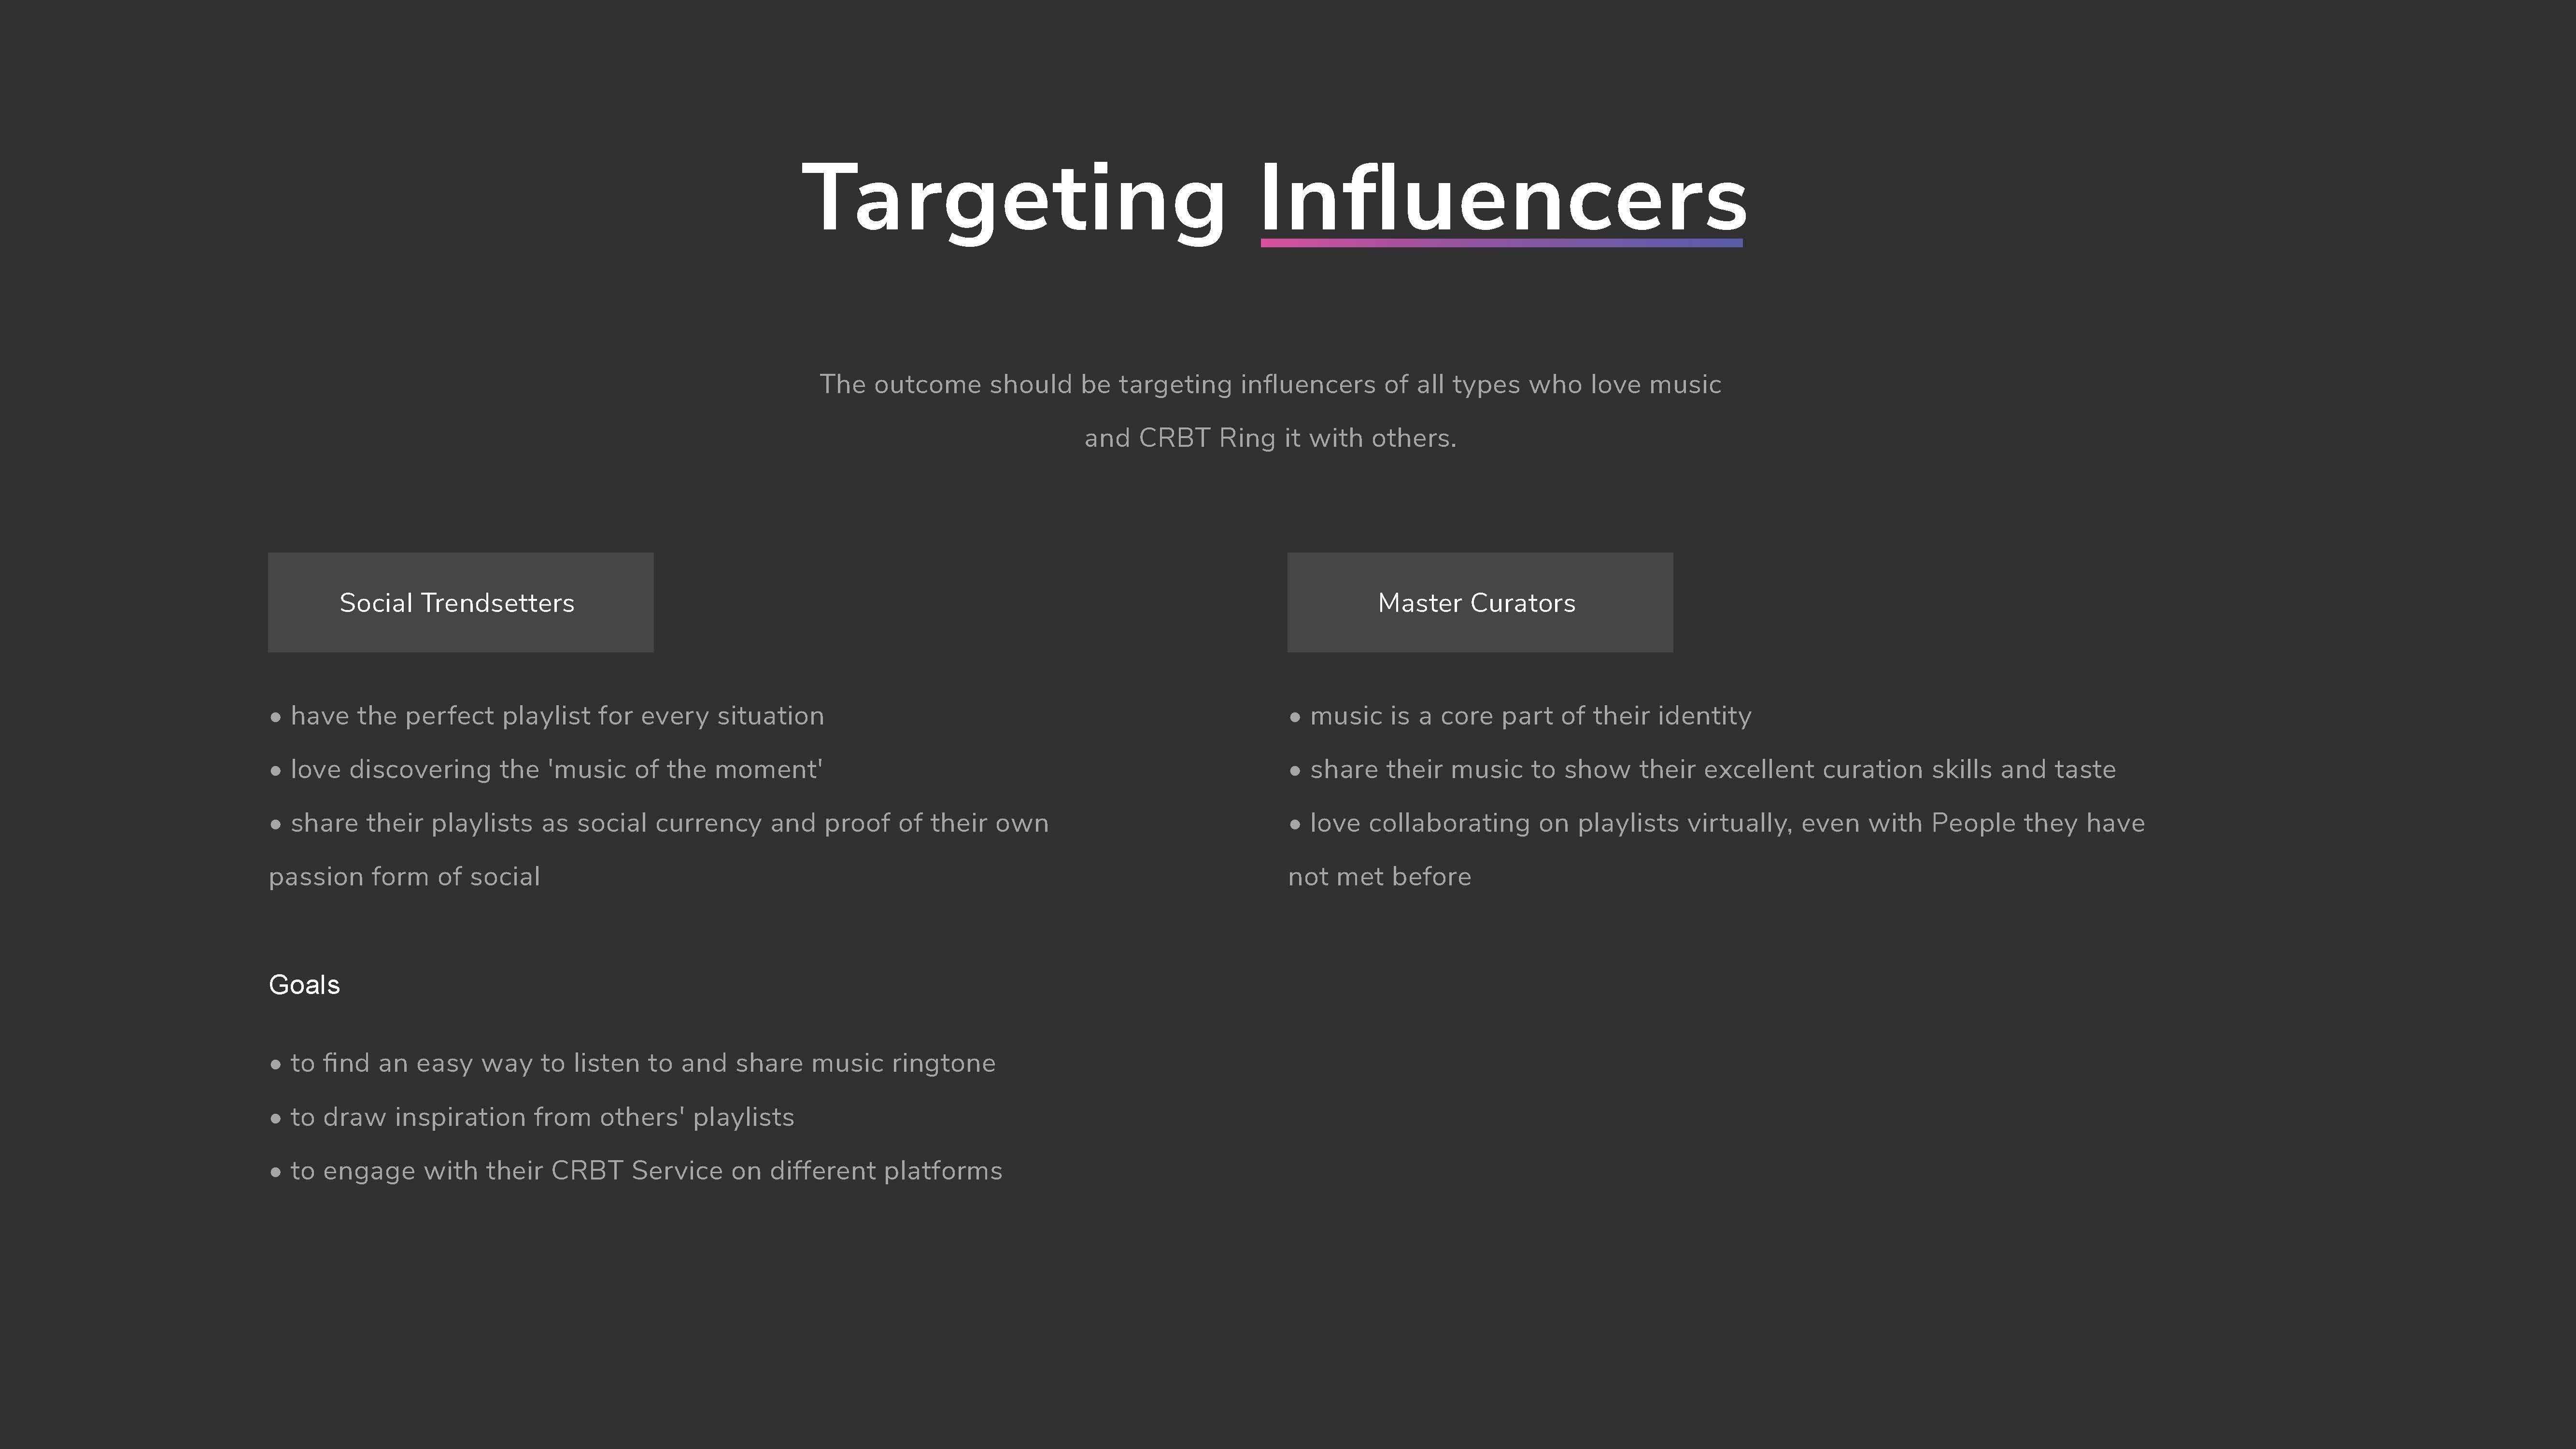 Targeting Influencers
The outcome should be targeting influencers of all types who love music
and CRBT Ring it with others.
Social Trendsetters
• have the perfect playlist for every situation
• love discovering the 'music of the moment'
• share their playlists as social currency and proof of their own
passion form of social
Master Curators
• music is a core part of their identity
• share their music to show their excellent curation skills and taste
• love collaborating on playlists virtually, even with People they have
not met before
Goals
• to find an easy way to listen to and share music ringtone
• to draw inspiration from others' playlists
• to engage with their CRBT Service on different platforms